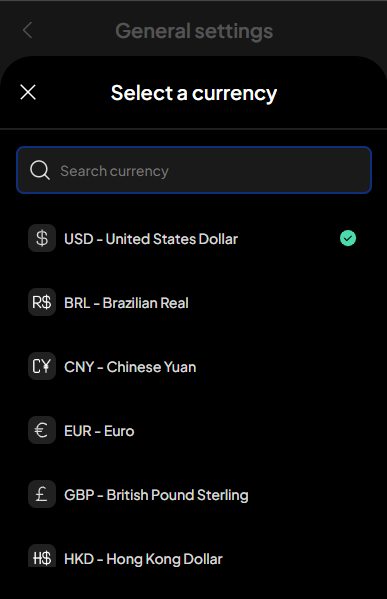 General settings
Select a currency
Search currency
$ USD - United States Dollar
R$ BRL - Brazilian Real
C¥ CNY - Chinese Yuan
€ EUR - Euro
£ GBP - British Pound Sterling
H$ HKD - Hong Kong Dollar